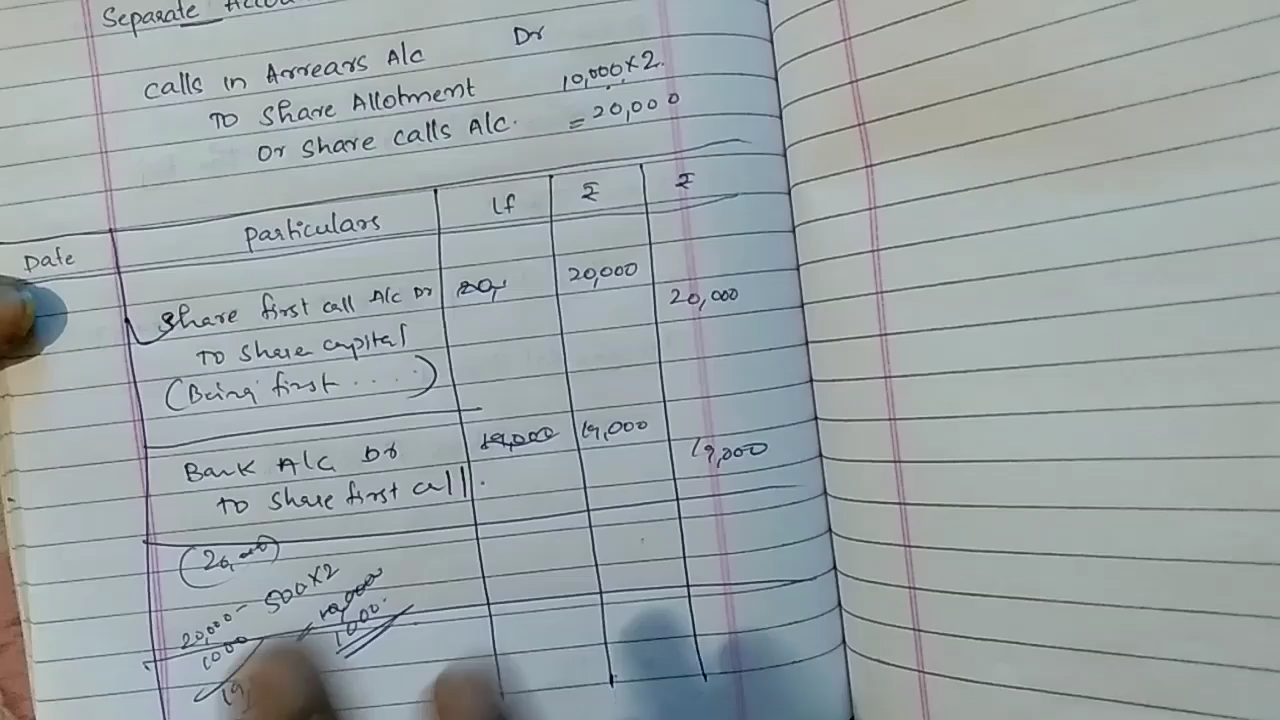 Separate
calls in Arrears A/c Dr
To Share Allotment 10,000×2
Or Share calls A/c. =20,000
Date Particulars Lf ₹ ₹
Share first call A/c Dr 20,000
To Share capital 20,000
(Being first ....)
Bank A/c Dr 19,000 19,000
To Share first call. 19,000
20,000 - 500×2
1000 1000.